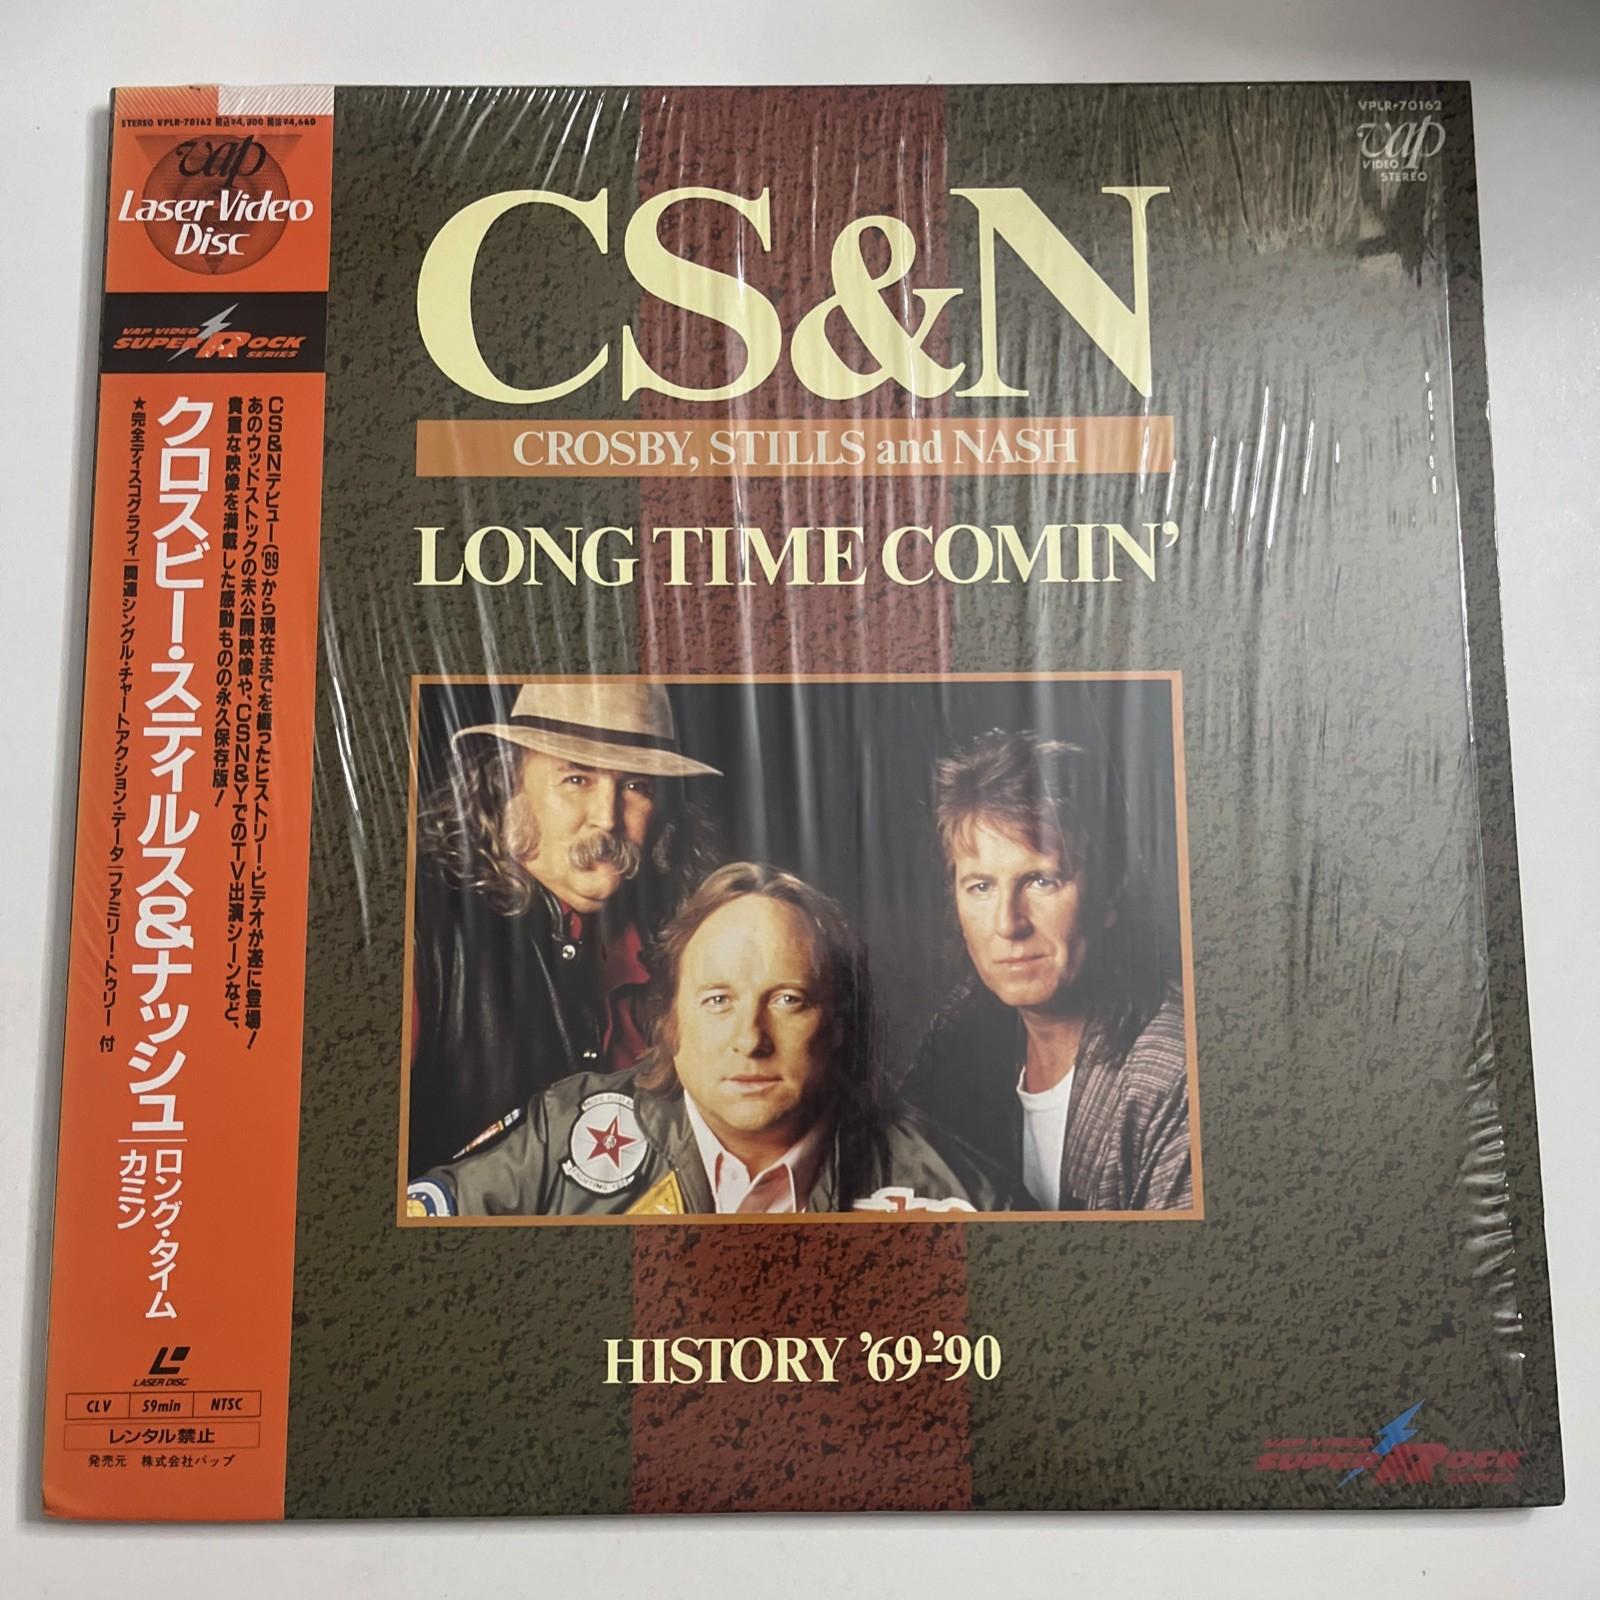 STEREO VPLR-70162 税込¥4,800 税抜¥4,660
vap
Laser Video
Disc
VAP VIDEO
SUPER ROCK
SERIES
CS&Nデビュー('69)から現在までを綴ったヒストリー・ビデオが遂に登場!
あのウッドストックの未公開映像や、CSN&YでのTV出演シーンなど、
貴重な映像を満載した感動ものの永久保存版!
クロスビー・スティルス&ナッシュ
ロング・タイム
カミン
★完全ディスコグラフィ|関連シングル・チャートアクション・データ|ファミリー・トゥリー 付
LASER DISC
CLV 59min NTSC
レンタル禁止
発売元 株式会社バップ
VPLR-70162
vap
VIDEO
STEREO
CS&N
CROSBY, STILLS and NASH
LONG TIME COMIN'
HISTORY '69-'90
VAP VIDEO
SUPER ROCK
SERIES